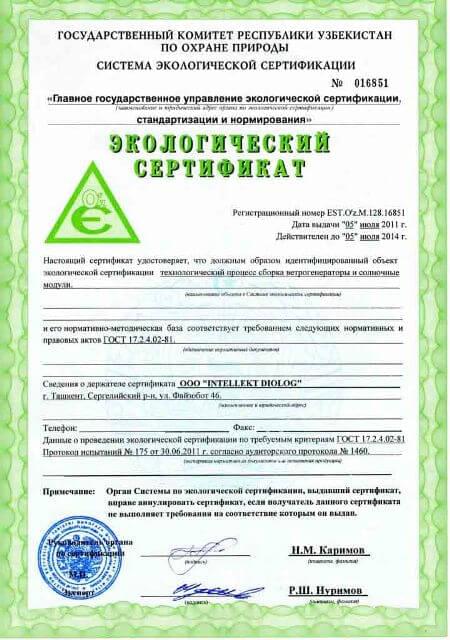 ГОСУДАРСТВЕННЫЙ КОМИТЕТ РЕСПУБЛИКИ УЗБЕКИСТАН
ПО ОХРАНЕ ПРИРОДЫ
СИСТЕМА ЭКОЛОГИЧЕСКОЙ СЕРТИФИКАЦИИ
№ 016851
«Главное государственное управление экологической сертификации,
(наименование и юридический адрес органа по экологической сертификации)
стандартизации и нормирования»
ЭКОЛОГИЧЕСКИЙ
СЕРТИФИКАТ
Регистрационный номер EST.O'z.M.128.16851
Дата выдачи "05" июля 2011 г.
Действителен до "05" июля 2014 г.
Настоящий сертификат удостоверяет, что должным образом идентифицированный объект
экологической сертификации технологический процесс сборка ветрогенераторы и солнечные
модули.
(наименование объекта в Системе экологической сертификации)
и его нормативно-методическая база соответствует требованием следующих нормативных и
правовых актов ГОСТ 17.2.4.02-81.
(обозначение нормативных документов)
Сведения о держателе сертификата ООО "INTELLEKT DIOLOG"
г. Ташкент, Сергелийский р-н, ул. Файзобот 46.
(наименование и юридический адрес)
Телефон: Факс:
Данные о проведении экологической сертификации по требуемым критериям ГОСТ 17.2.4.02-81
Протокол испытаний № 175 от 30.06.2011 г. согласно аудиторского протокола № 1460.
Примечание: Орган Системы по экологической сертификации, выдавший сертификат,
вправе аннулировать сертификат, если получатель данного сертификата
не выполняет требования на соответствие которым он выдан.
Руководитель органа
по сертификации
Н.М. Каримов
(подпись) (инициалы, фамилия)
М.П.
Эксперт
Р.Ш. Нуримов
(подпись) (инициалы, фамилия)